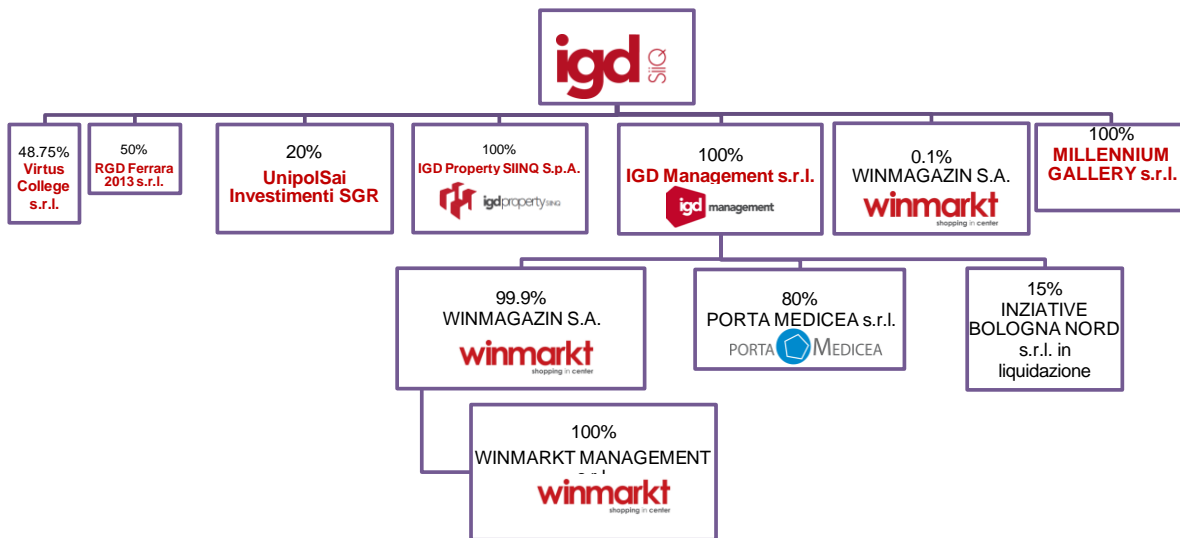 igd SIIQ
48.75%
Virtus
College
s.r.l.
50%
RGD Ferrara
2013 s.r.l.
20%
UnipolSai
Investimenti SGR
100%
IGD Property SIINQ S.p.A.
igdproperty SIINQ
100%
IGD Management s.r.l.
igd management
0.1%
WINMAGAZIN S.A.
winmarkt
shopping in center
100%
MILLENNIUM
GALLERY s.r.l.
99.9%
WINMAGAZIN S.A.
winmarkt
shopping in center
80%
PORTA MEDICEA s.r.l.
PORTA MEDICEA
15%
INZIATIVE
BOLOGNA NORD
s.r.l. in
liquidazione
100%
WINMARKT MANAGEMENT
winmarkt
shopping in center